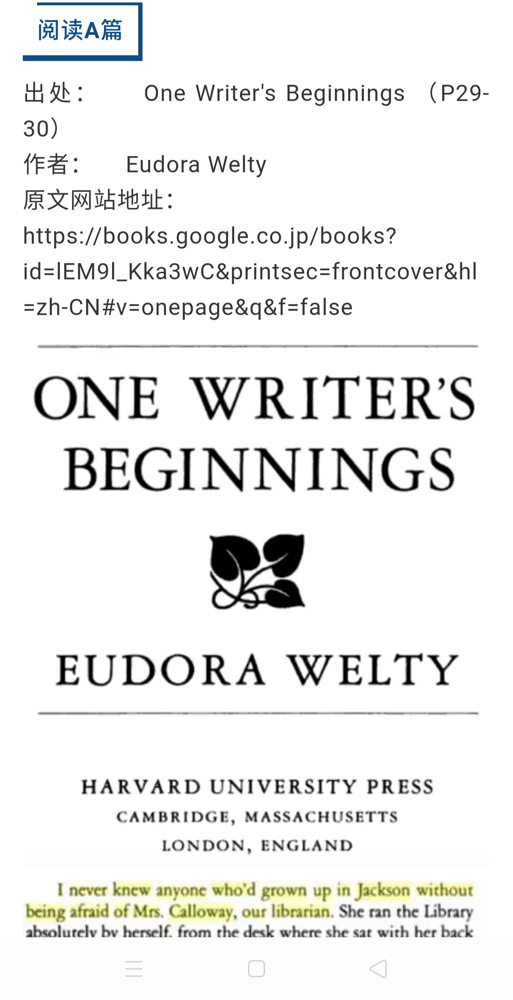 阅读A篇
出处： One Writer's Beginnings （P29-
30）
作者： Eudora Welty
原文网站地址：
https://books.google.co.jp/books?
id=lEM9l_Kka3wC&printsec=frontcover&hl
=zh-CN#v=onepage&q&f=false
ONE WRITER’S
BEGINNINGS
EUDORA WELTY
HARVARD UNIVERSITY PRESS
CAMBRIDGE, MASSACHUSETTS
LONDON, ENGLAND
I never knew anyone who’d grown up in Jackson without
being afraid of Mrs. Calloway, our librarian. She ran the Library
absolutely by herself, from the desk where she sat with her back